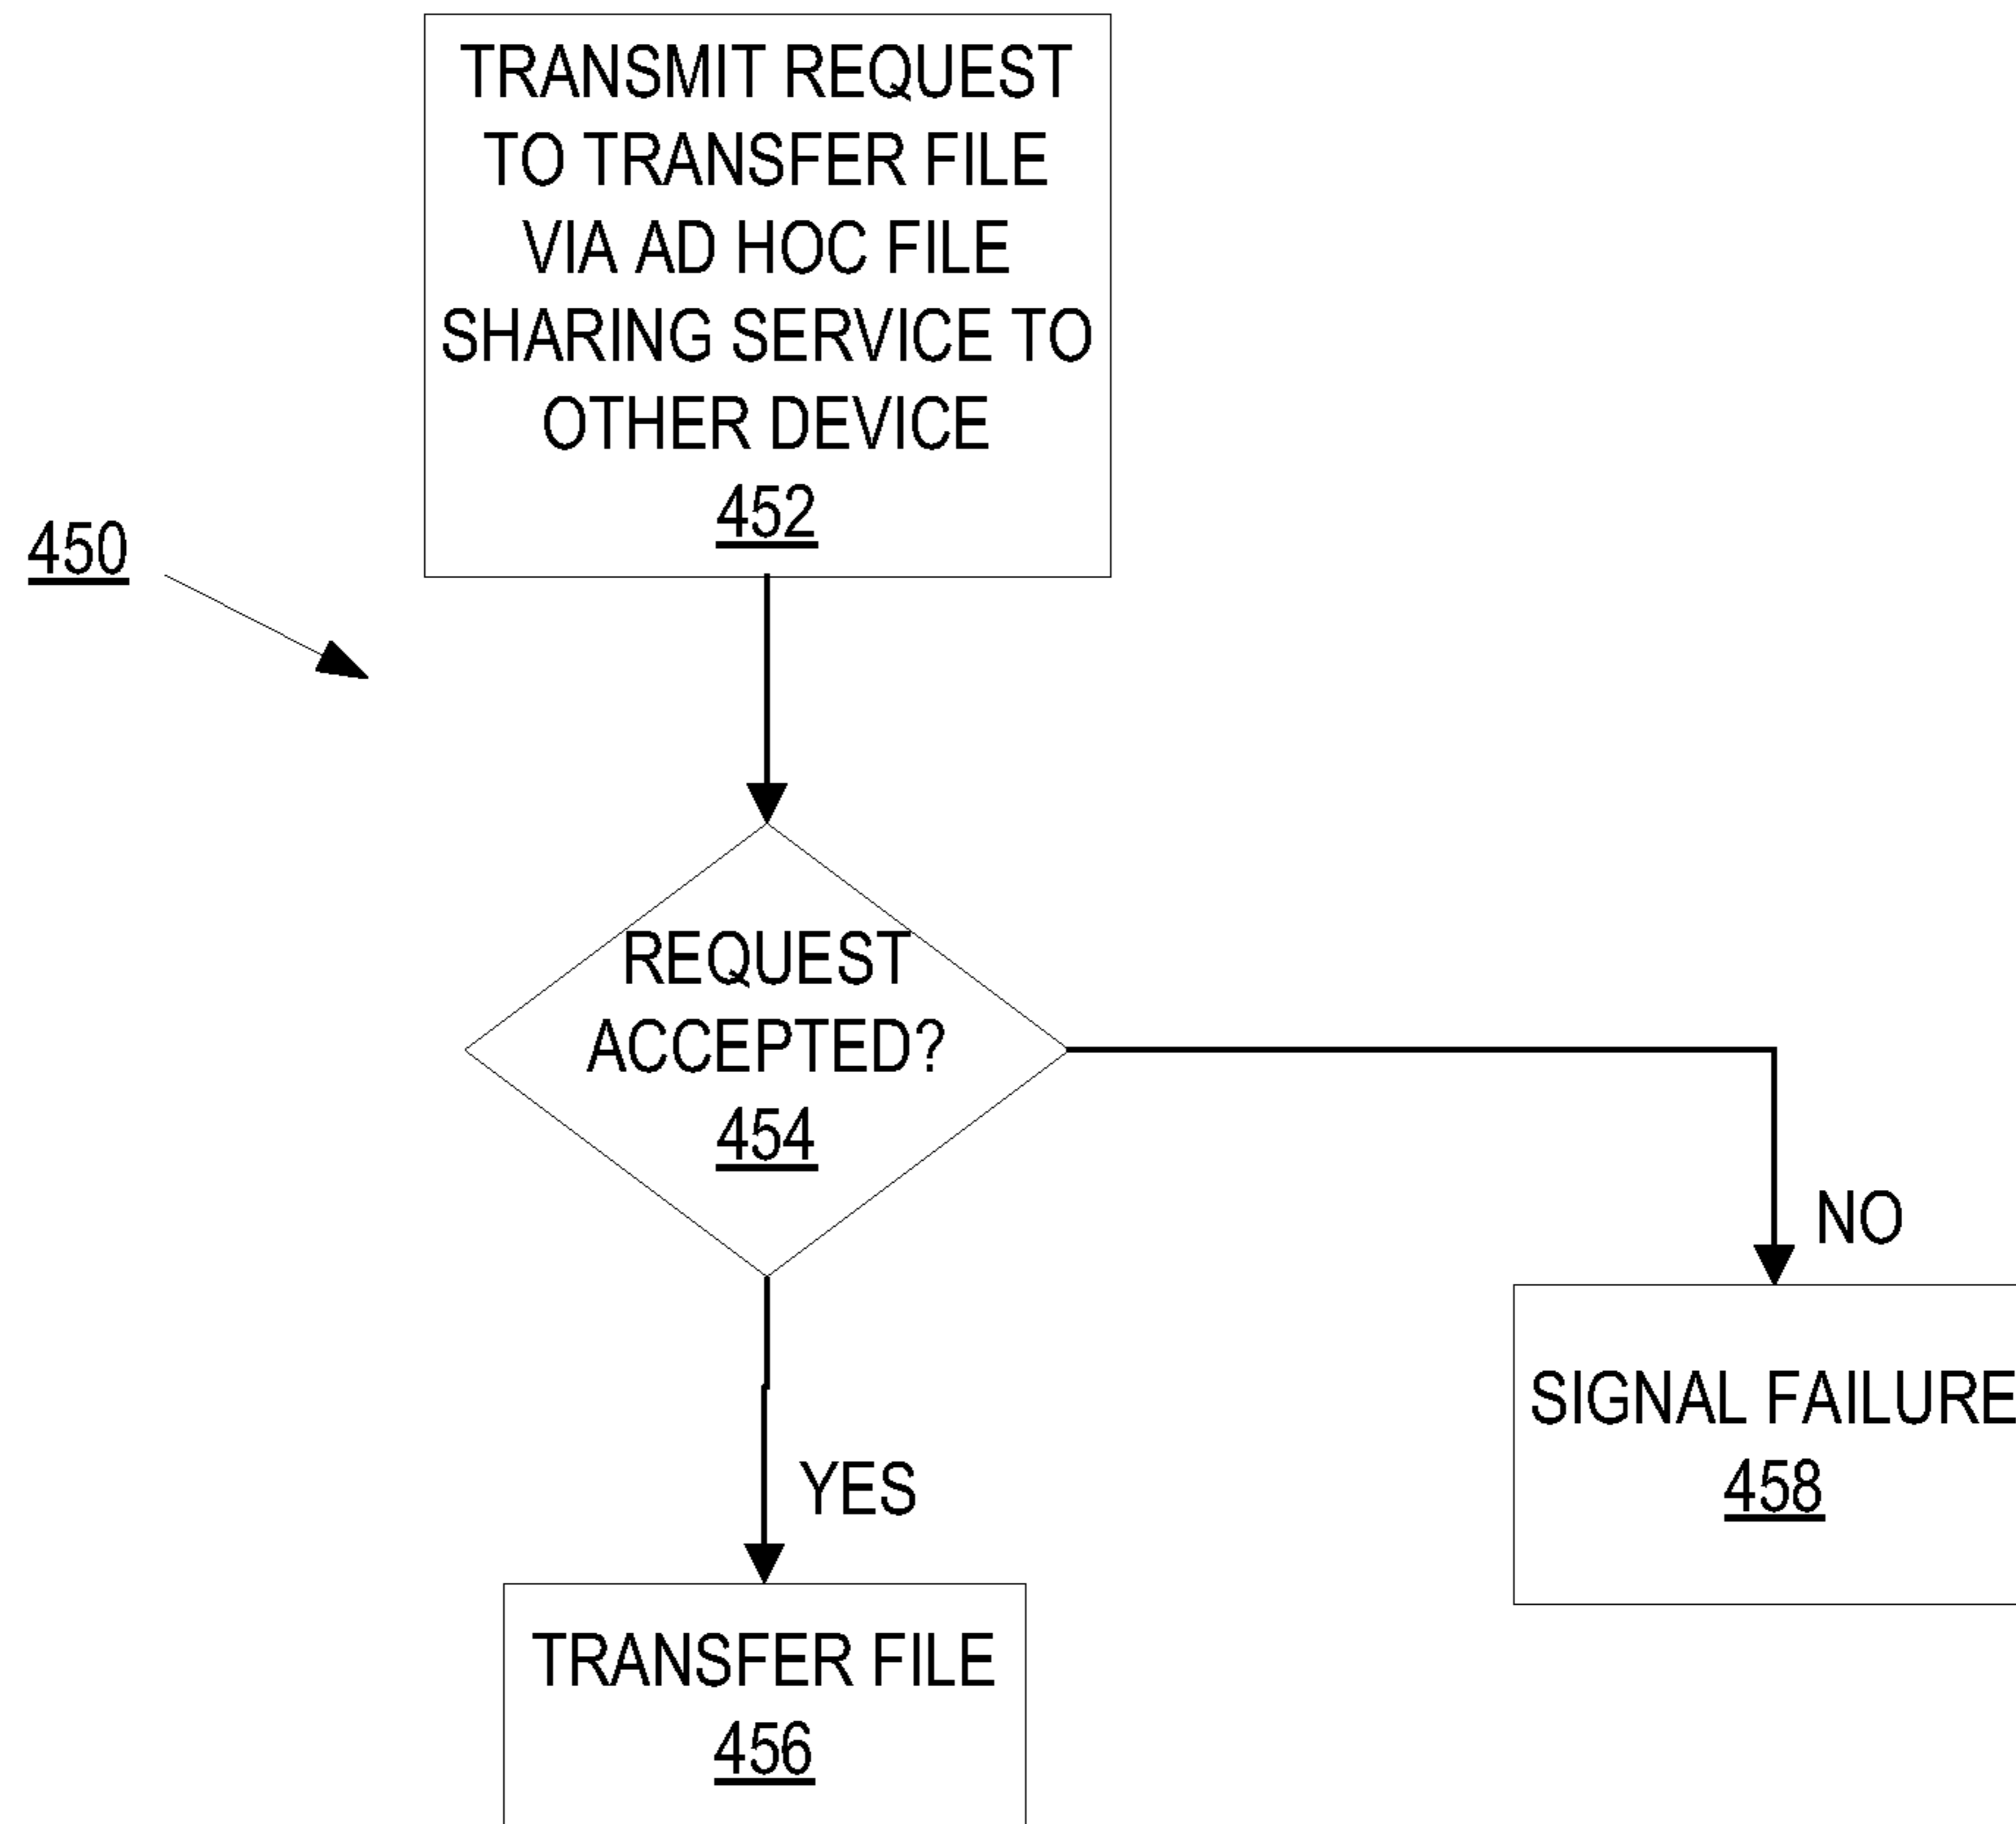 TRANSMIT REQUEST
TO TRANSFER FILE
VIA AD HOC FILE
SHARING SERVICE TO
OTHER DEVICE
452
450
REQUEST
ACCEPTED?
454
NO
SIGNAL FAILURE
458
YES
TRANSFER FILE
456